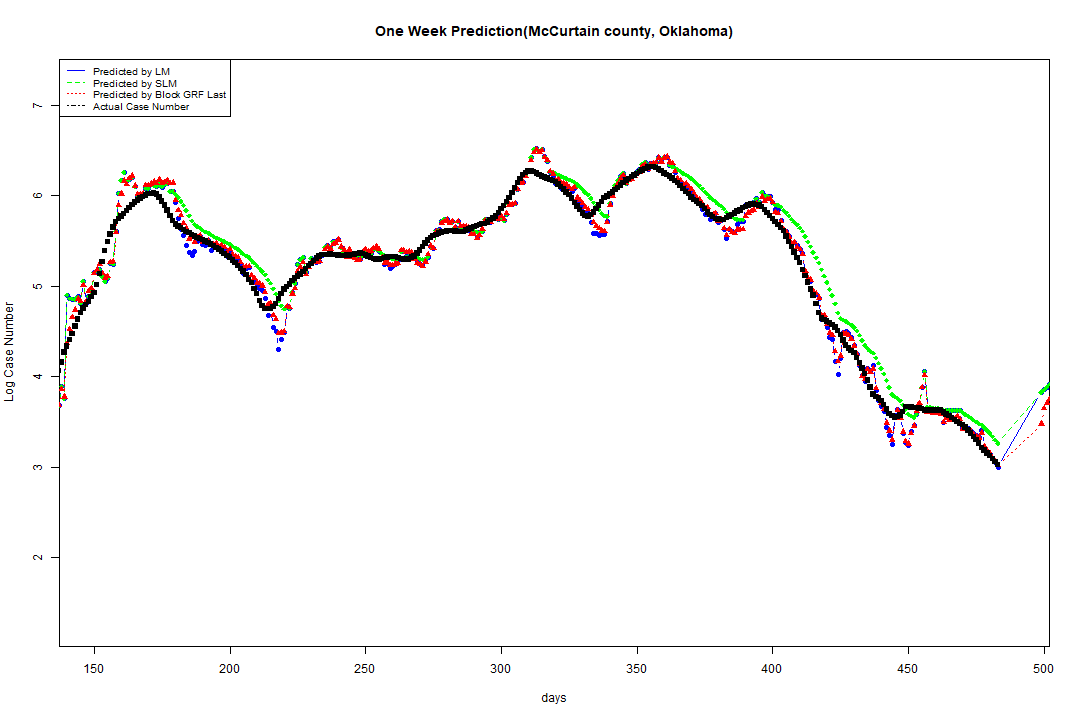 One Week Prediction(McCurtain county, Oklahoma)
Predicted by LM
Predicted by SLM
Predicted by Block GRF Last
Actual Case Number
7
6
5
4
3
2
Log Case Number
150 200 250 300 350 400 450 500
days